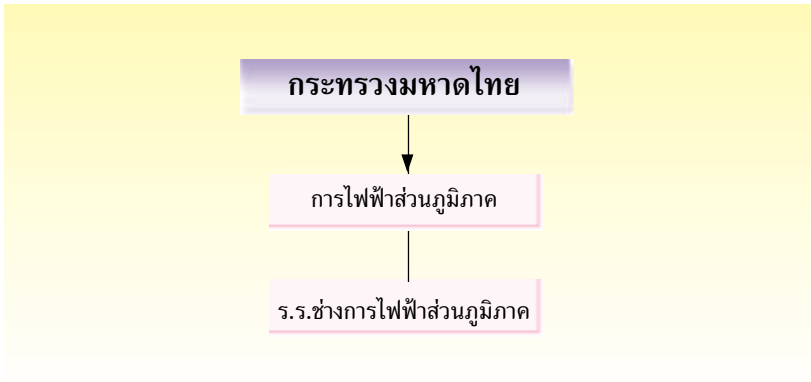 กระทรวงมหาดไทย
การไฟฟ้าส่วนภูมิภาค
ร.ร.ช่างการไฟฟ้าส่วนภูมิภาค